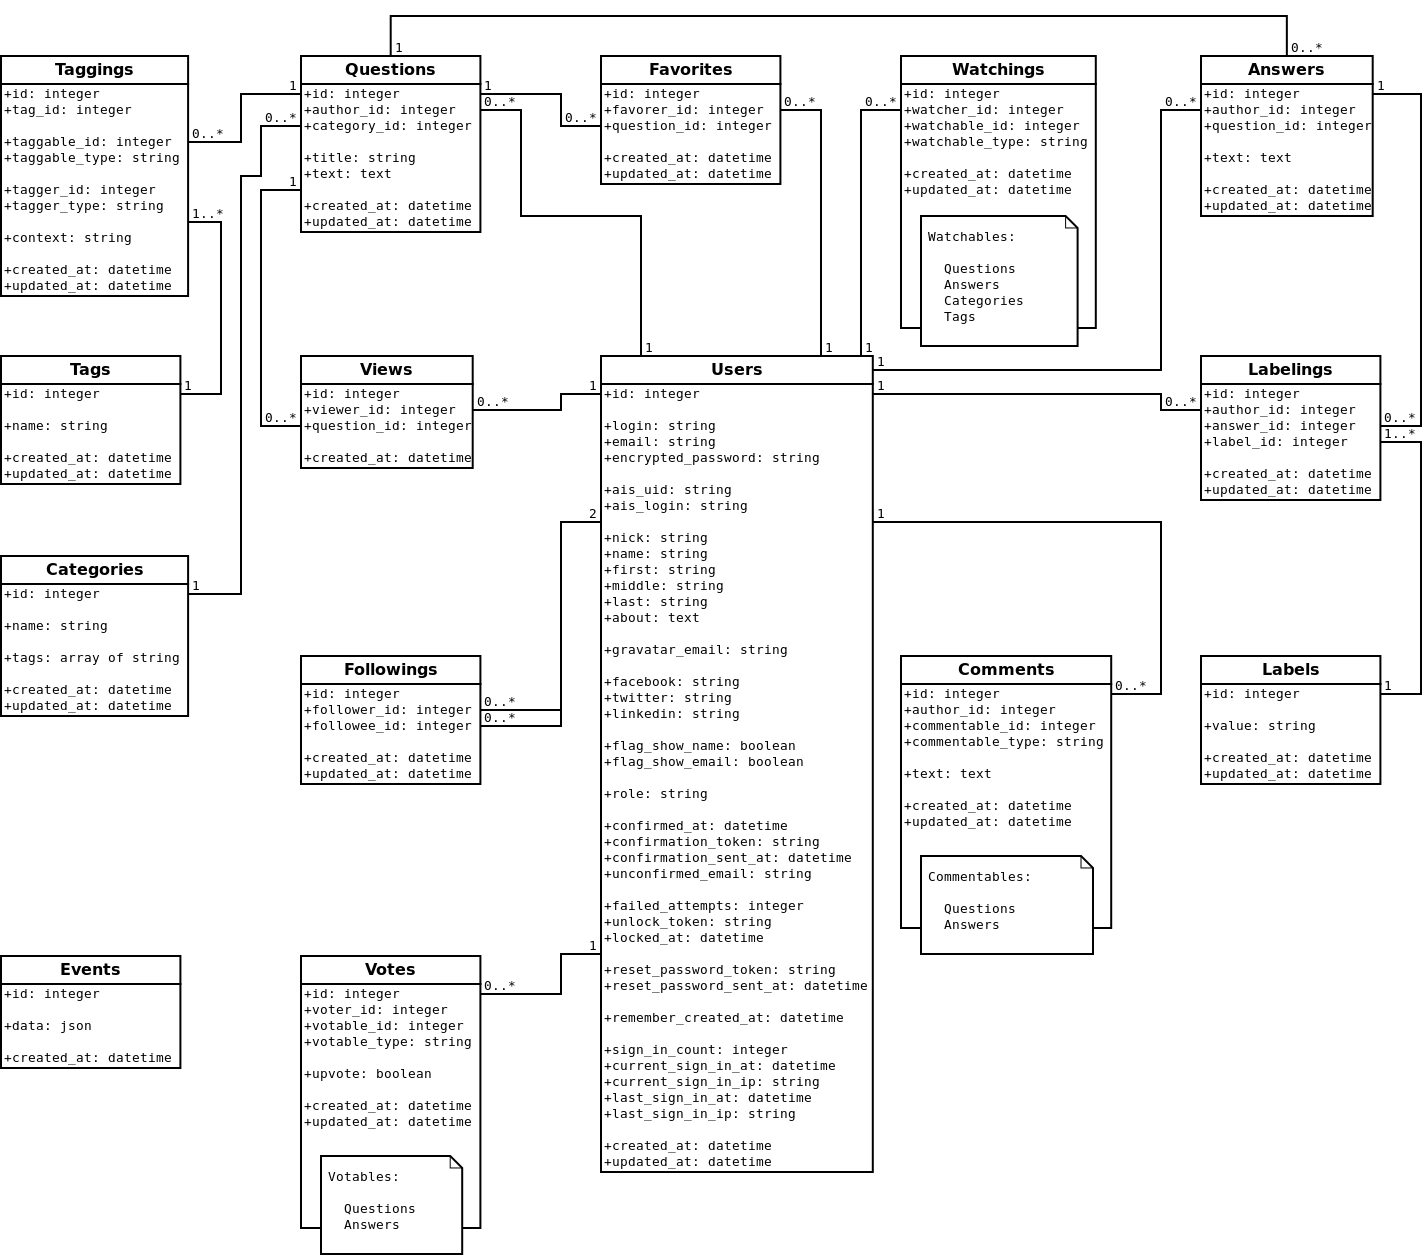 1
0..*
Taggings
+id: integer
+tag_id: integer
+taggable_id: integer
+taggable_type: string
+tagger_id: integer
+tagger_type: string
+context: string
+created_at: datetime
+updated_at: datetime
0..*
1..*
1
0..*
1
Questions
+id: integer
+author_id: integer
+category_id: integer
+title: string
+text: text
+created_at: datetime
+updated_at: datetime
1
0..*
0..*
Favorites
+id: integer
+favorer_id: integer
+question_id: integer
+created_at: datetime
+updated_at: datetime
0..*
0..*
Watchings
+id: integer
+watcher_id: integer
+watchable_id: integer
+watchable_type: string
+created_at: datetime
+updated_at: datetime
Watchables:
Questions
Answers
Categories
Tags
0..*
Answers
+id: integer
+author_id: integer
+question_id: integer
+text: text
+created_at: datetime
+updated_at: datetime
1
Tags
+id: integer
+name: string
+created_at: datetime
+updated_at: datetime
1
0..*
Views
+id: integer
+viewer_id: integer
+question_id: integer
+created_at: datetime
0..*
1
1
1
1
1
1
Users
+id: integer
+login: string
+email: string
+encrypted_password: string
+ais_uid: string
+ais_login: string
+nick: string
+name: string
+first: string
+middle: string
+last: string
+about: text
+gravatar_email: string
+facebook: string
+twitter: string
+linkedin: string
+flag_show_name: boolean
+flag_show_email: boolean
+role: string
+confirmed_at: datetime
+confirmation_token: string
+confirmation_sent_at: datetime
+unconfirmed_email: string
+failed_attempts: integer
+unlock_token: string
+locked_at: datetime
+reset_password_token: string
+reset_password_sent_at: datetime
+remember_created_at: datetime
+sign_in_count: integer
+current_sign_in_at: datetime
+current_sign_in_ip: string
+last_sign_in_at: datetime
+last_sign_in_ip: string
+created_at: datetime
+updated_at: datetime
2
1
1
0..*
Labelings
+id: integer
+author_id: integer
+answer_id: integer
+label_id: integer
+created_at: datetime
+updated_at: datetime
0..*
1..*
Categories
+id: integer
+name: string
+tags: array of string
+created_at: datetime
+updated_at: datetime
1
Followings
+id: integer
+follower_id: integer
+followee_id: integer
+created_at: datetime
+updated_at: datetime
0..*
0..*
Comments
+id: integer
+author_id: integer
+commentable_id: integer
+commentable_type: string
+text: text
+created_at: datetime
+updated_at: datetime
Commentables:
Questions
Answers
0..*
Labels
+id: integer
+value: string
+created_at: datetime
+updated_at: datetime
1
Events
+id: integer
+data: json
+created_at: datetime
Votes
+id: integer
+voter_id: integer
+votable_id: integer
+votable_type: string
+upvote: boolean
+created_at: datetime
+updated_at: datetime
Votables:
Questions
Answers
0..*